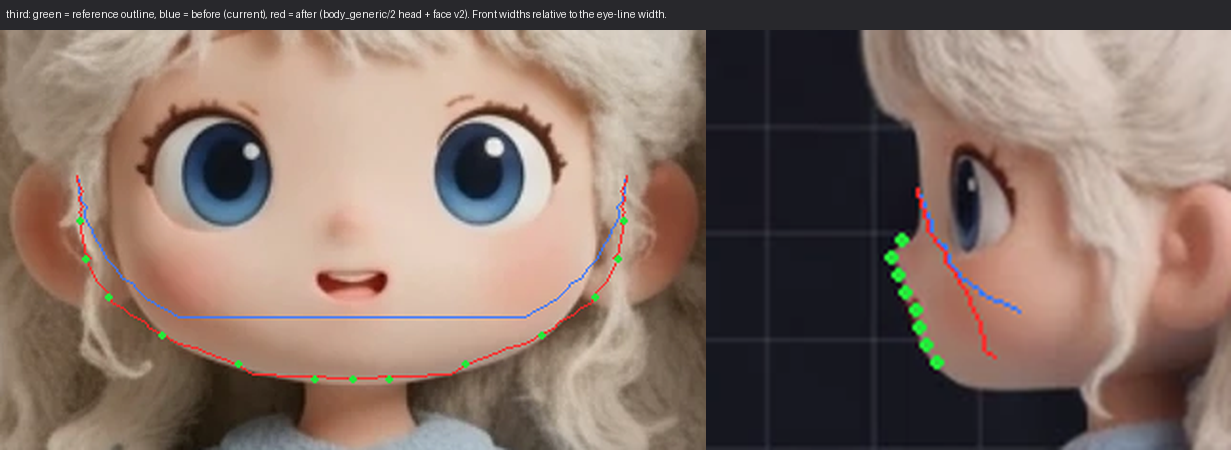 third: green = reference outline, blue = before (current), red = after (body_generic/2 head + face v2). Front widths relative to the eye-line width.